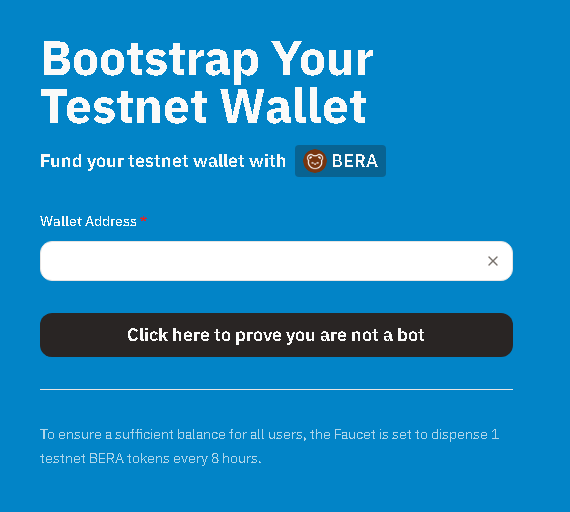 Bootstrap Your
Testnet Wallet
Fund your testnet wallet with BERA
Wallet Address*
Click here to prove you are not a bot
To ensure a sufficient balance for all users, the Faucet is set to dispense 1
testnet BERA tokens every 8 hours.